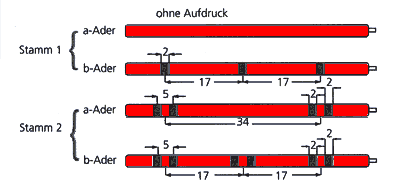 ohne Aufdruck
a-Ader
Stamm 1
2
b-Ader
17 17
5 2 2
a-Ader
34
Stamm 2
5 2 2
b-Ader
17 17